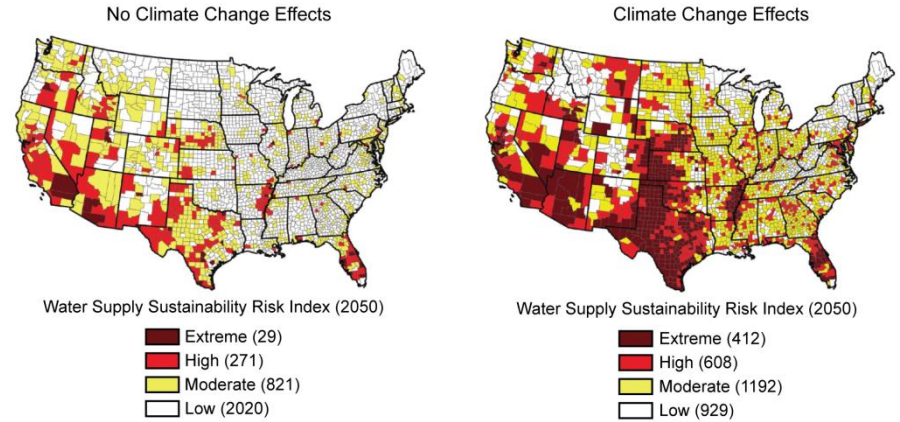 No Climate Change Effects
Water Supply Sustainability Risk Index (2050)
Extreme (29)
High (271)
Moderate (821)
Low (2020)
Climate Change Effects
Water Supply Sustainability Risk Index (2050)
Extreme (412)
High (608)
Moderate (1192)
Low (929)